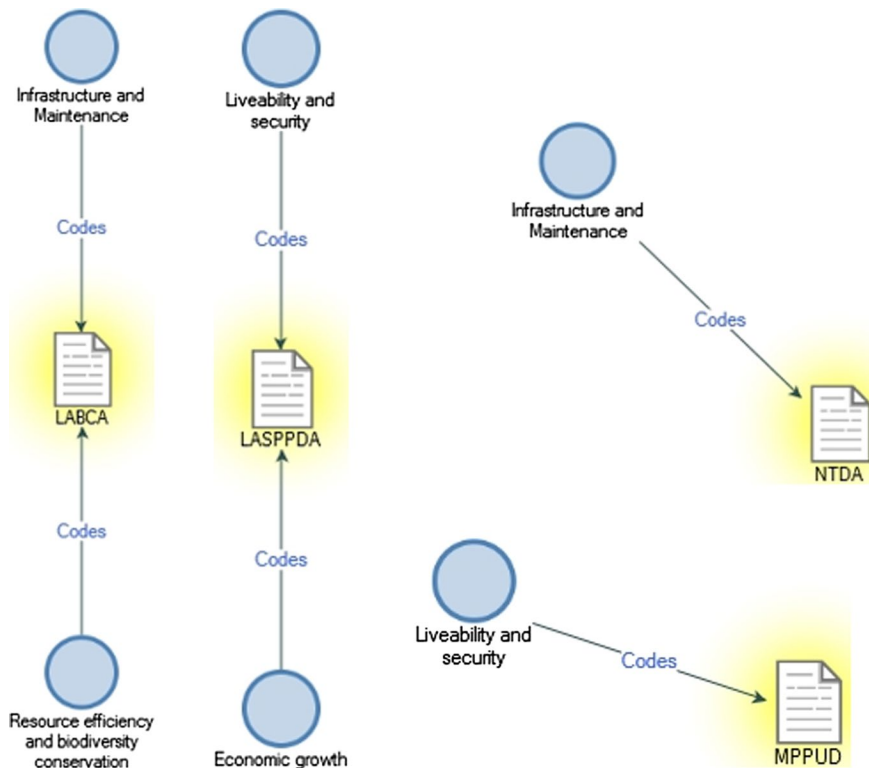 Infrastructure and
Maintenance
Codes
LABCA
Codes
Resource efficiency
and biodiversity
conservation
Liveability and
security
Codes
LASPPDA
Codes
Economic growth
Infrastructure and
Maintenance
Codes
NTDA
Liveability and
security
Codes
MPPUD